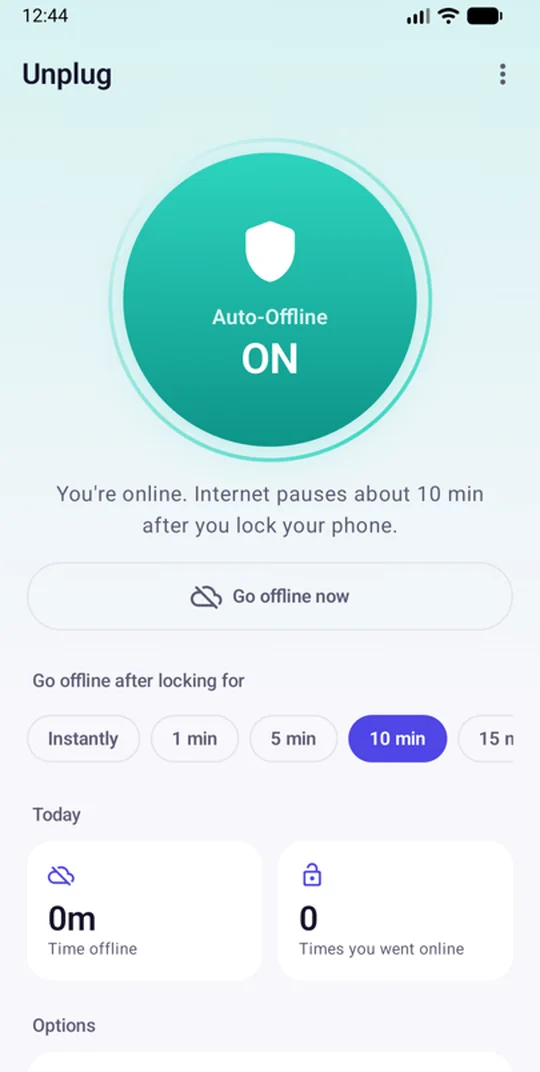 12:44
Unplug
Auto-Offline
ON
You're online. Internet pauses about 10 min
after you lock your phone.
Go offline now
Go offline after locking for
Instantly
1 min
5 min
10 min
15
Today
0m
Time offline
0
Times you went online
Options